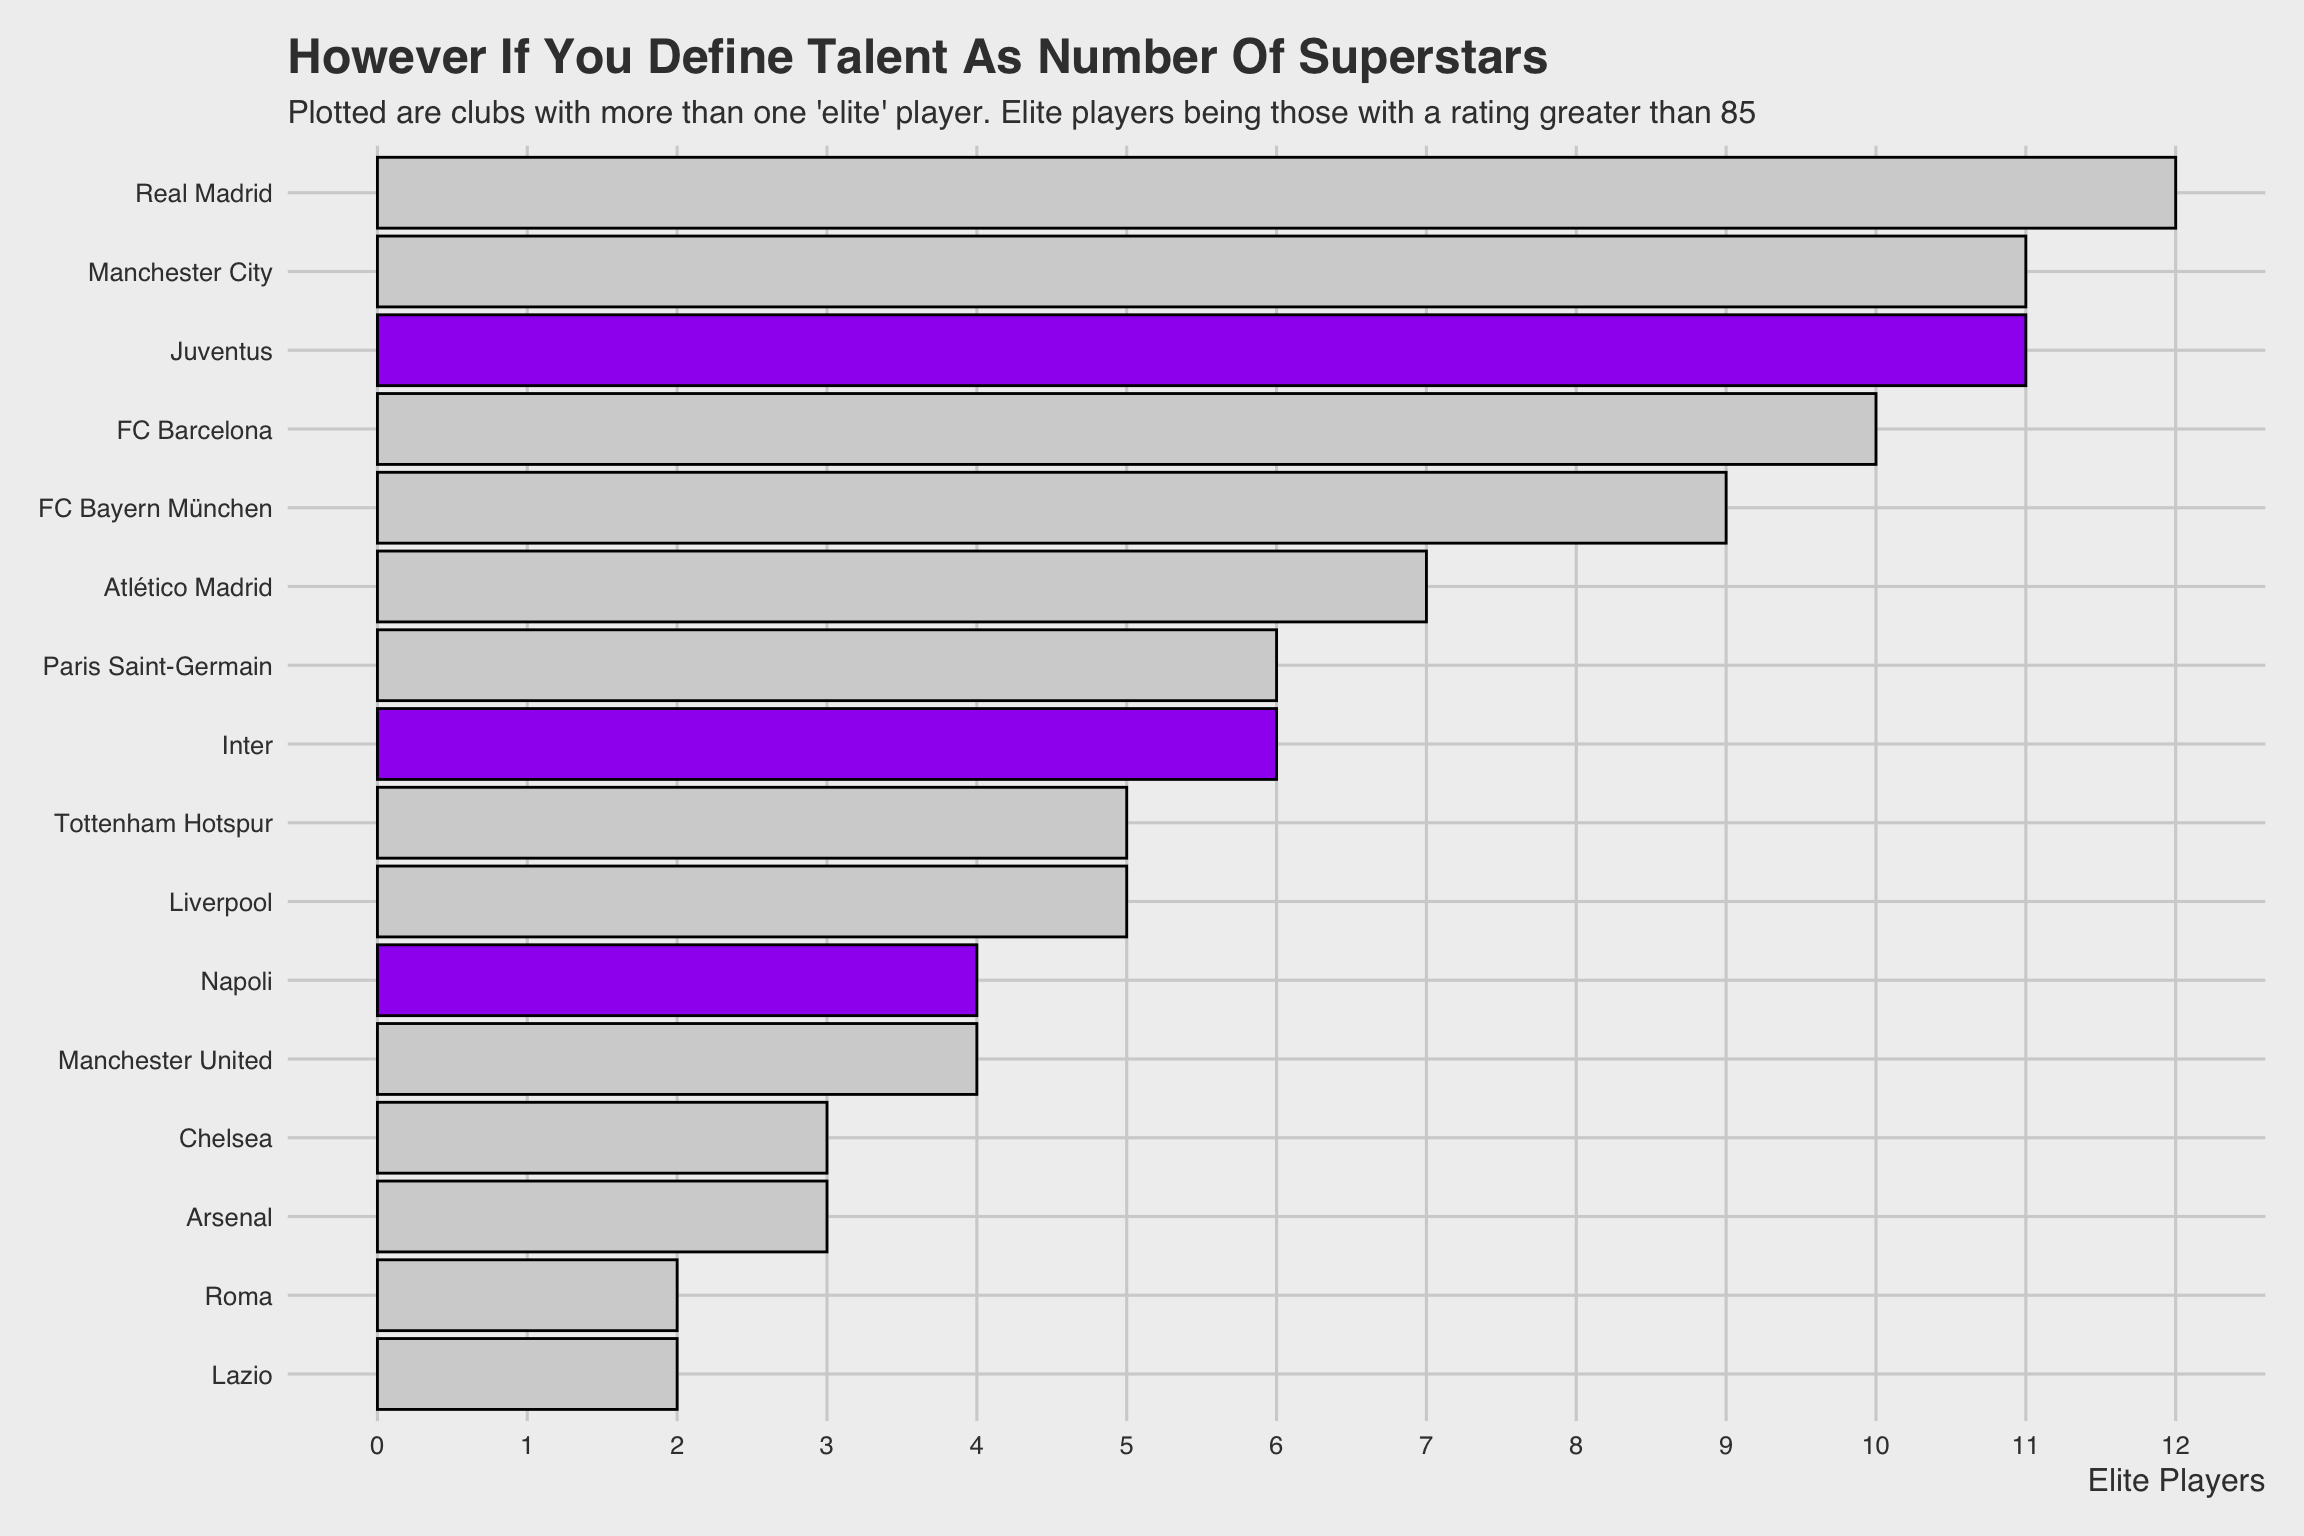 However If You Define Talent As Number Of Superstars
Plotted are clubs with more than one 'elite' player. Elite players being those with a rating greater than 85
Real Madrid
Manchester City
Juventus
FC Barcelona
FC Bayern München
Atlético Madrid
Paris Saint-Germain
Inter
Tottenham Hotspur
Liverpool
Napoli
Manchester United
Chelsea
Arsenal
Roma
Lazio
0 1 2 3 4 5 6 7 8 9 10 11 12
Elite Players